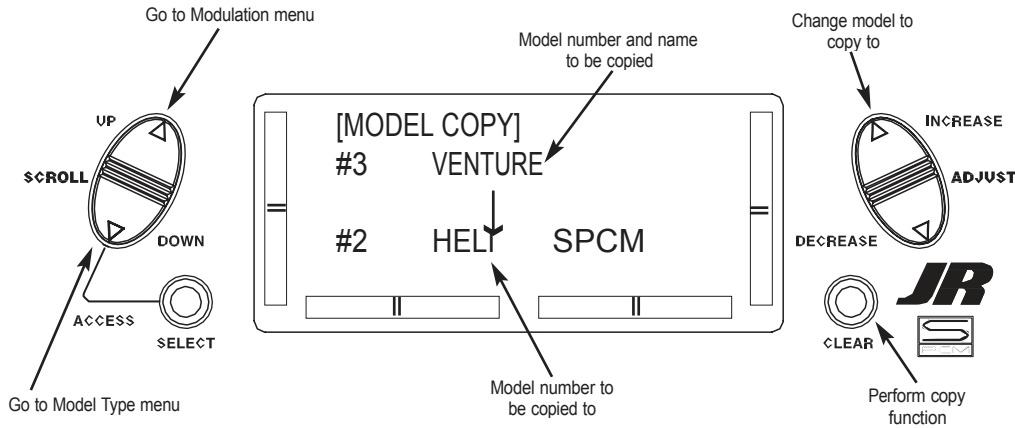 Go to Modulation menu
Model number and name
to be copied
Change model to
copy to
UP
SCROLL
DOWN
ACCESS
SELECT
[MODEL COPY]
#3 VENTURE
#2 HELI SPCM
INCREASE
ADJUST
DECREASE
CLEAR
JR
S
PCM
Go to Model Type menu
Model number to
be copied to
Perform copy
function